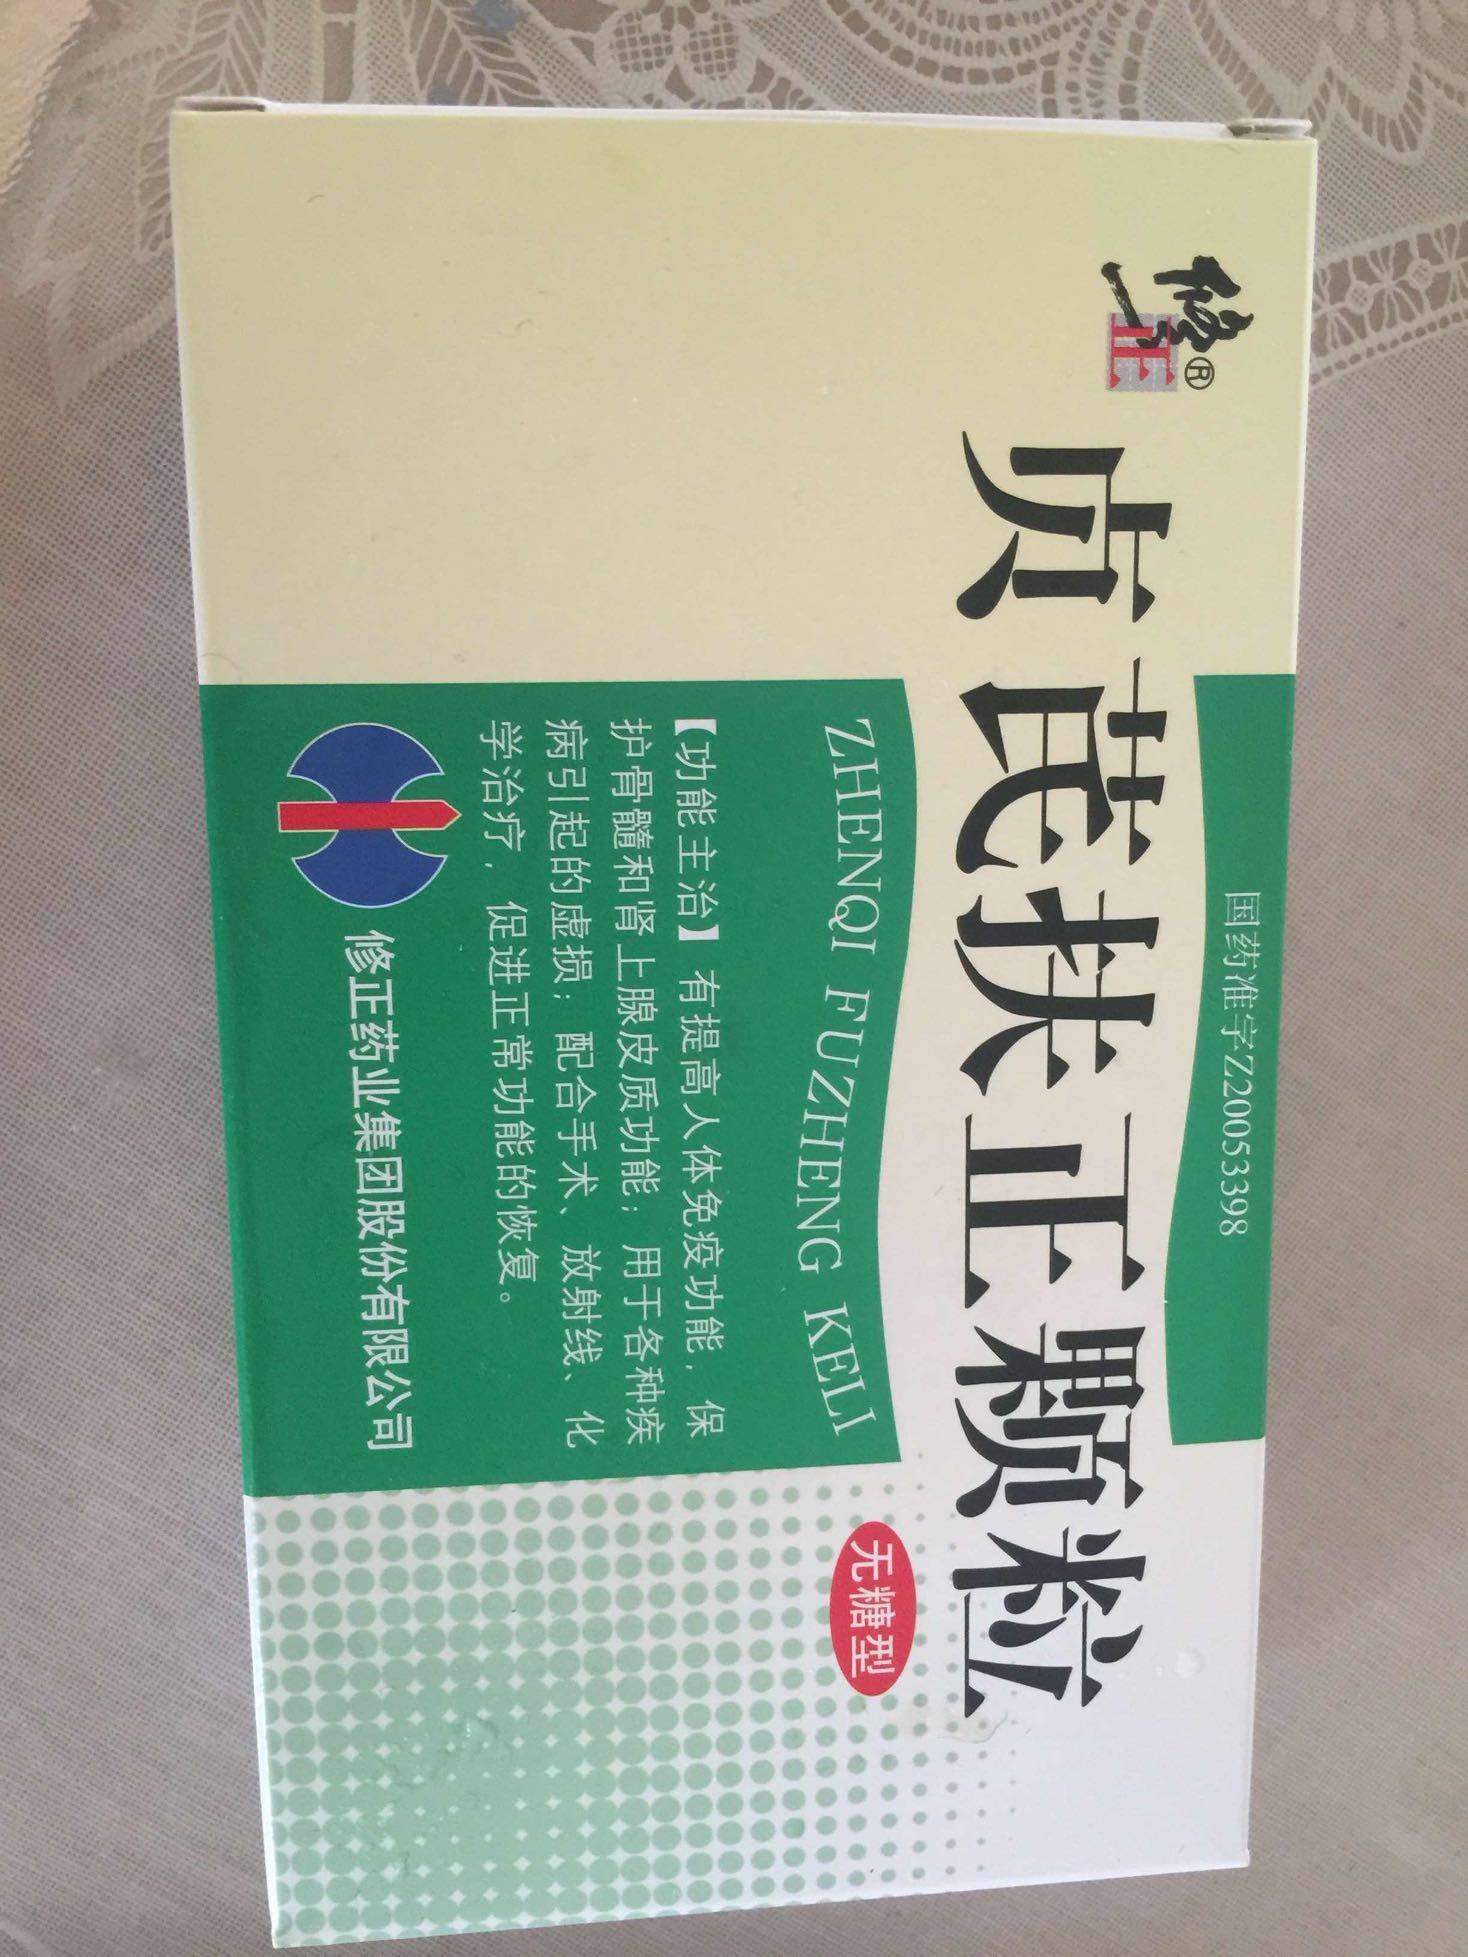 国药准字Z20053398
修正®
贞芪扶正颗粒
ZHENQI FUZHENG KELI
无糖型
【功能主治】有提高人体免疫功能，保
护骨髓和肾上腺皮质功能；用于各种疾
病引起的虚损；配合手术、放射线、化
学治疗，促进正常功能的恢复。
修正药业集团股份有限公司